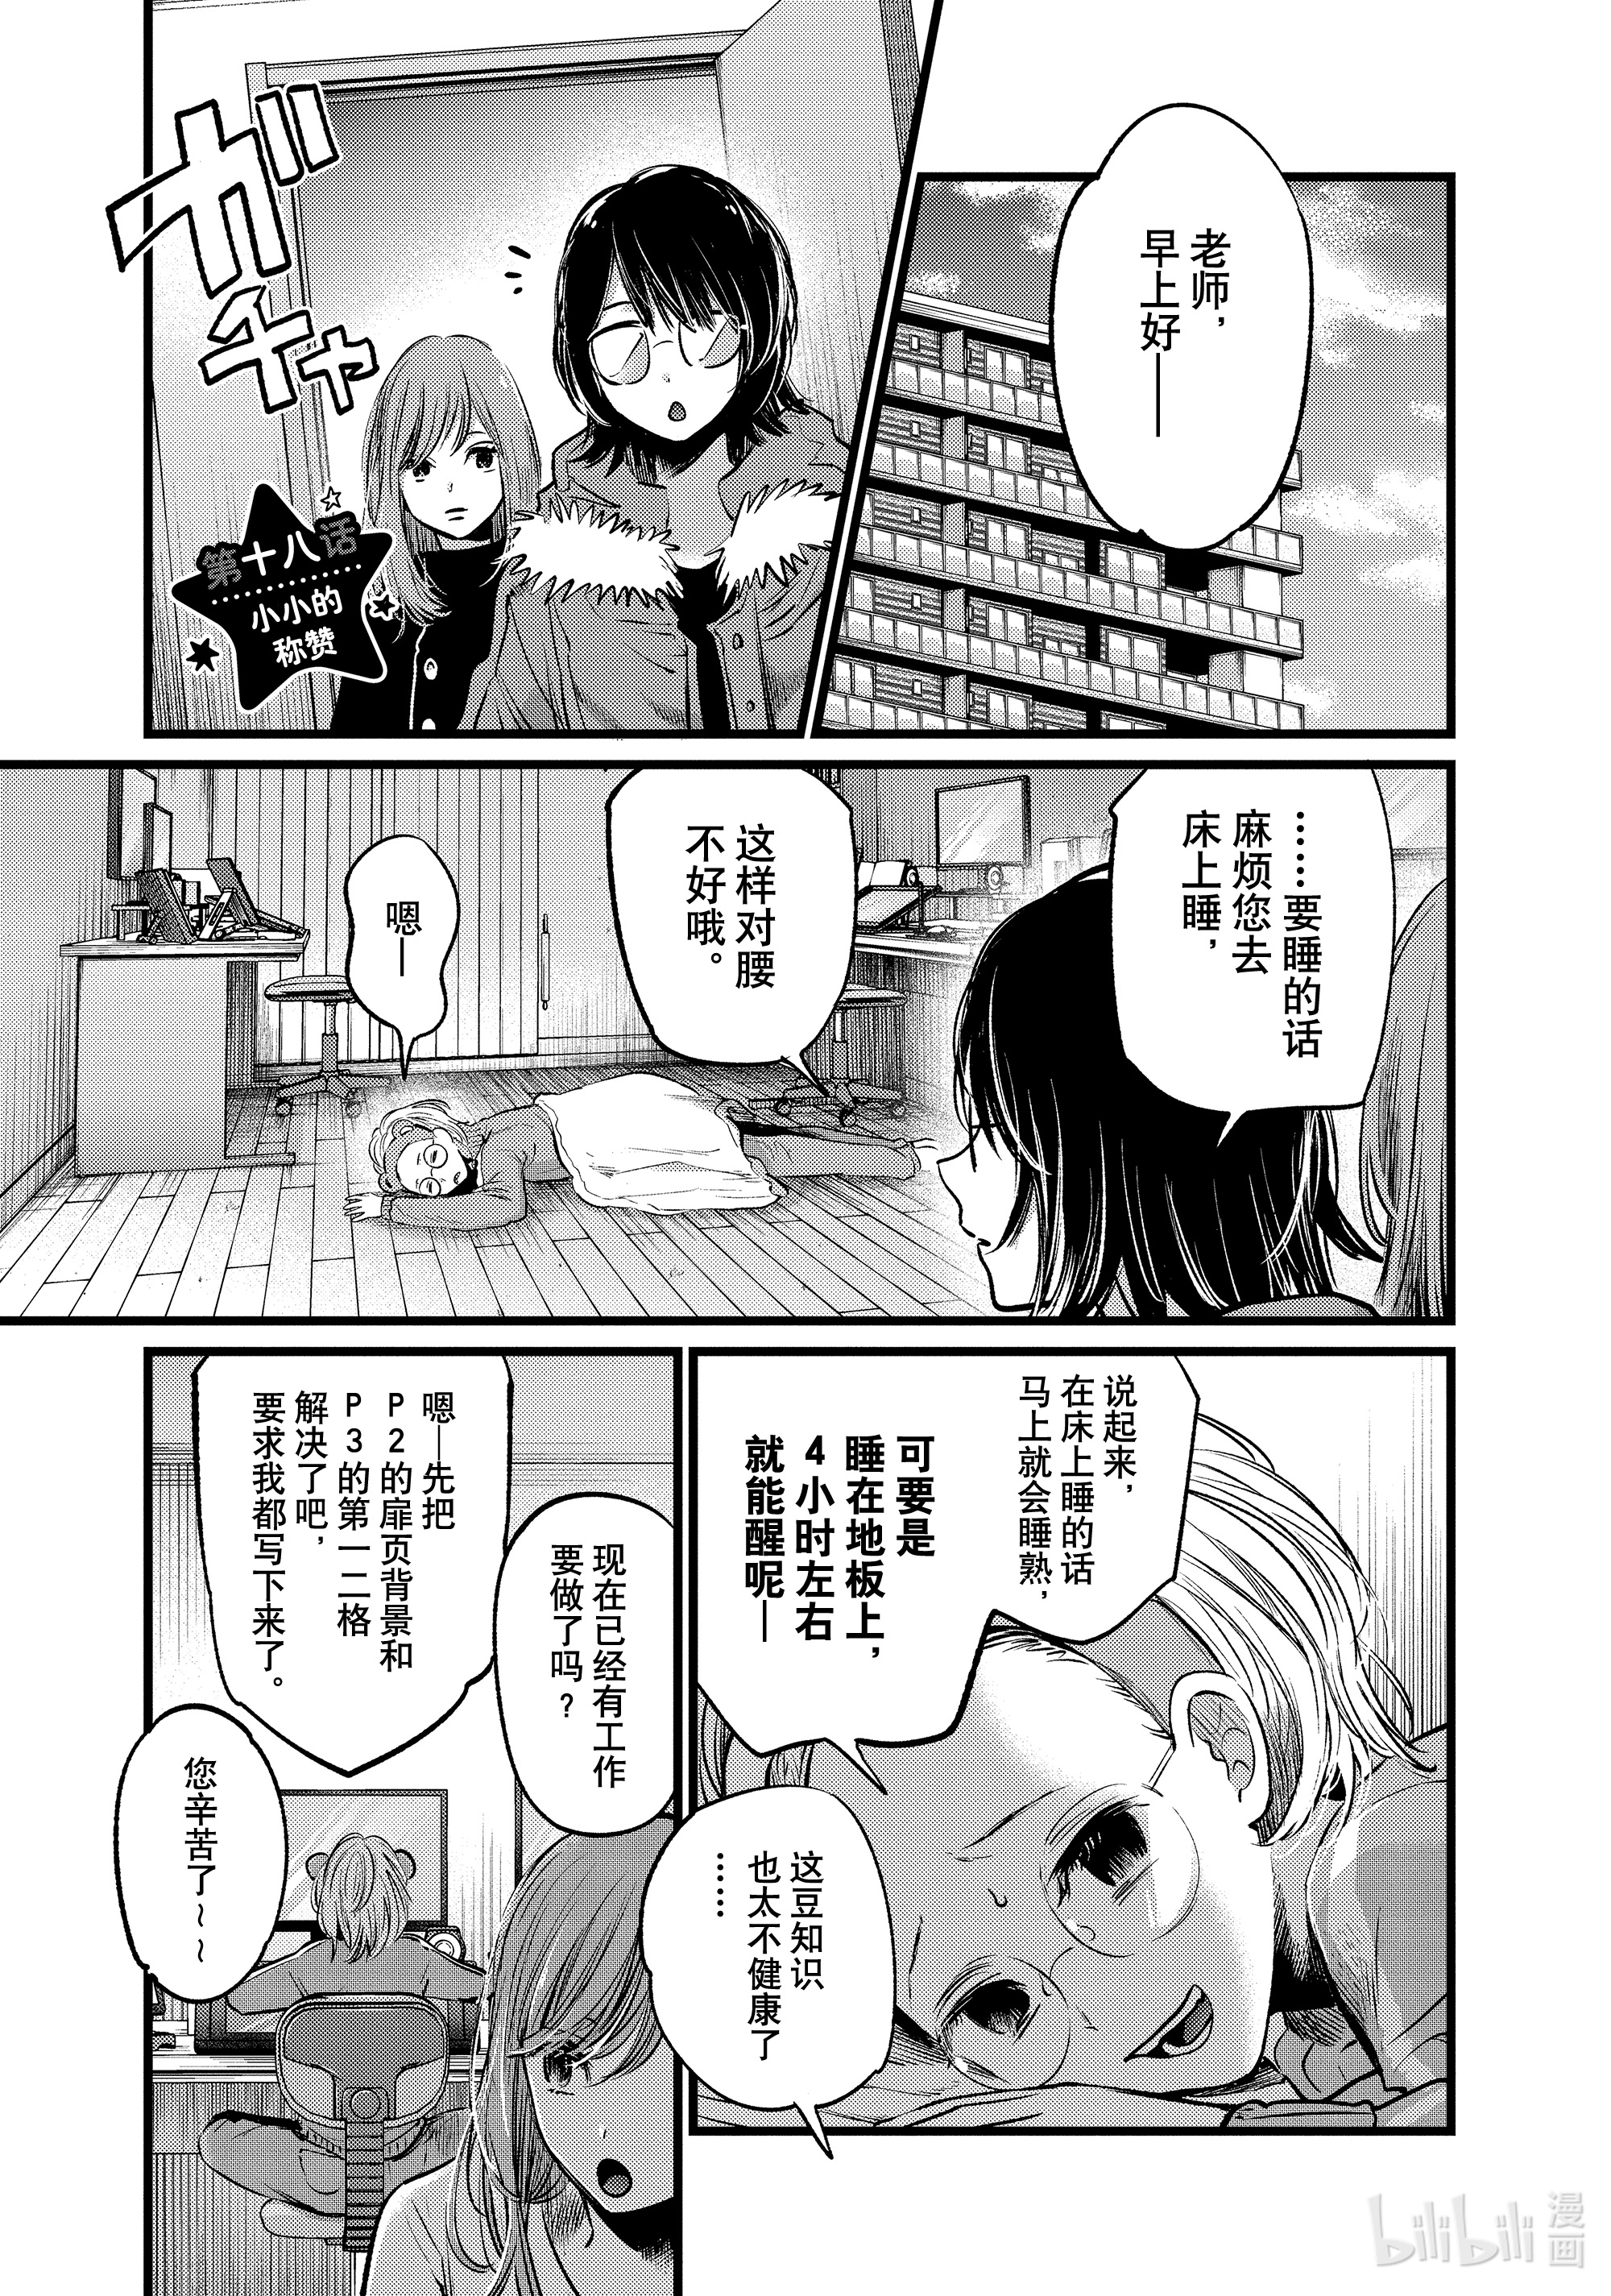 老师，
早上好——
ガチャ
第十八话
小小的
称赞
……要睡的话
麻烦您去
床上睡，
这样对腰
不好哦。
嗯—
说起来，
在床上睡的话
马上就会睡熟，
可要是
睡在地板上，
4小时左右
就能醒呢—
这豆知识
也太不健康了
……
现在已经有工作
要做了吗？
嗯—先把
P2的扉页背景和
P3的第一二格
解决了吧，
要求我都写下来了。
您辛苦了～～
bilibili
漫画